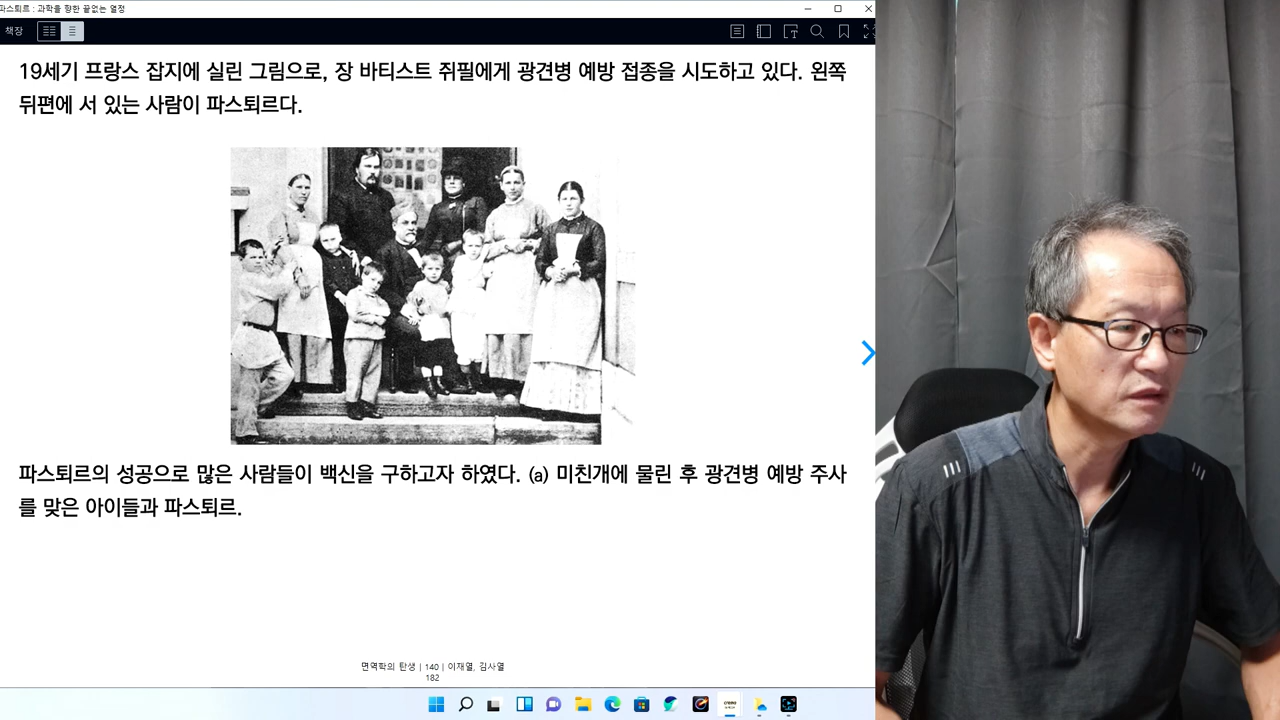 파스퇴르 : 과학을 향한 끝없는 열정
책장
19세기 프랑스 잡지에 실린 그림으로, 장 바티스트 쥐필에게 광견병 예방 접종을 시도하고 있다. 왼쪽
뒤편에 서 있는 사람이 파스퇴르다.
파스퇴르의 성공으로 많은 사람들이 백신을 구하고자 하였다. (a) 미친개에 물린 후 광견병 예방 주사
를 맞은 아이들과 파스퇴르.
면역학의 탄생 | 140 | 이재열, 김사열
182